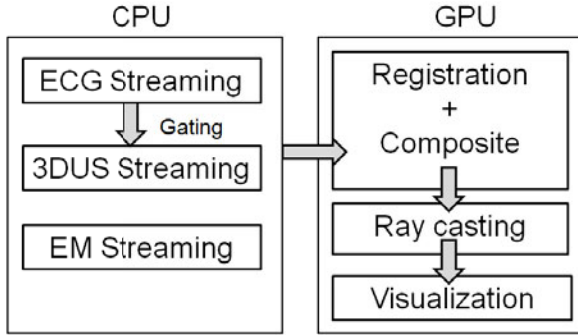 CPU
ECG Streaming
Gating
3DUS Streaming
EM Streaming
GPU
Registration
+
Composite
Ray casting
Visualization